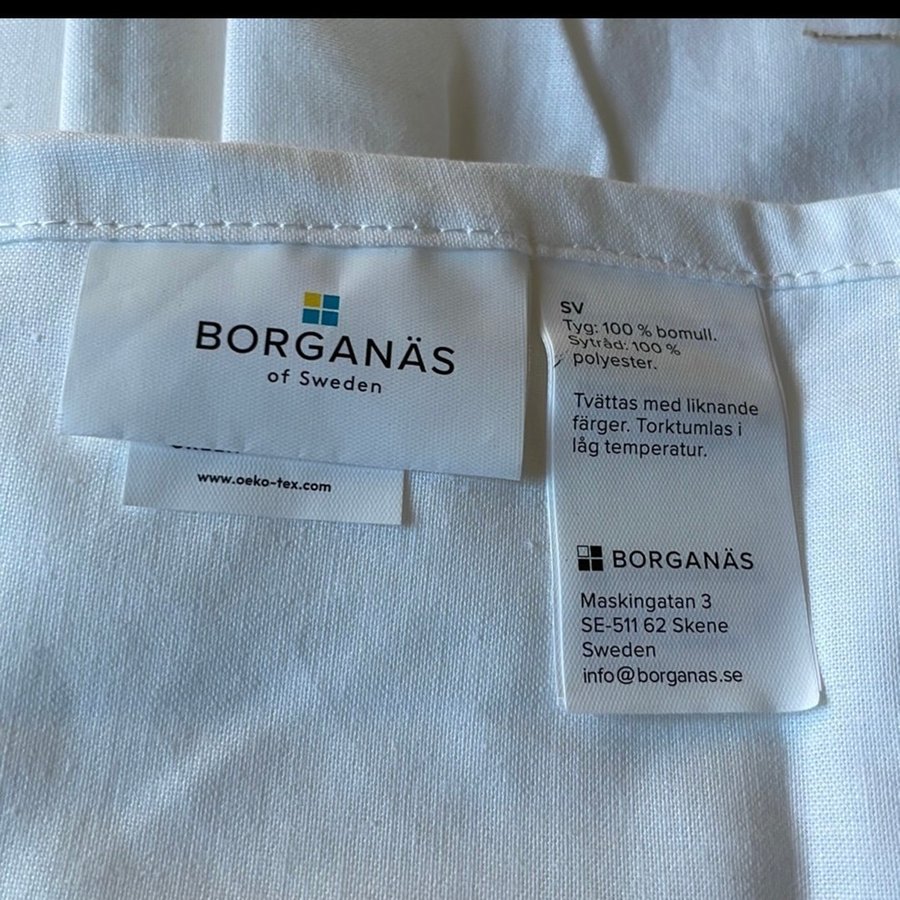 BORGANÄS
of Sweden
www.oeko-tex.com
SV
Tyg: 100 % bomull.
Sytråd: 100 %
polyester.
Tvättas med liknande
färger. Torktumlas i
låg temperatur.
BORGANÄS
Maskingatan 3
SE-511 62 Skene
Sweden
info@borganas.se